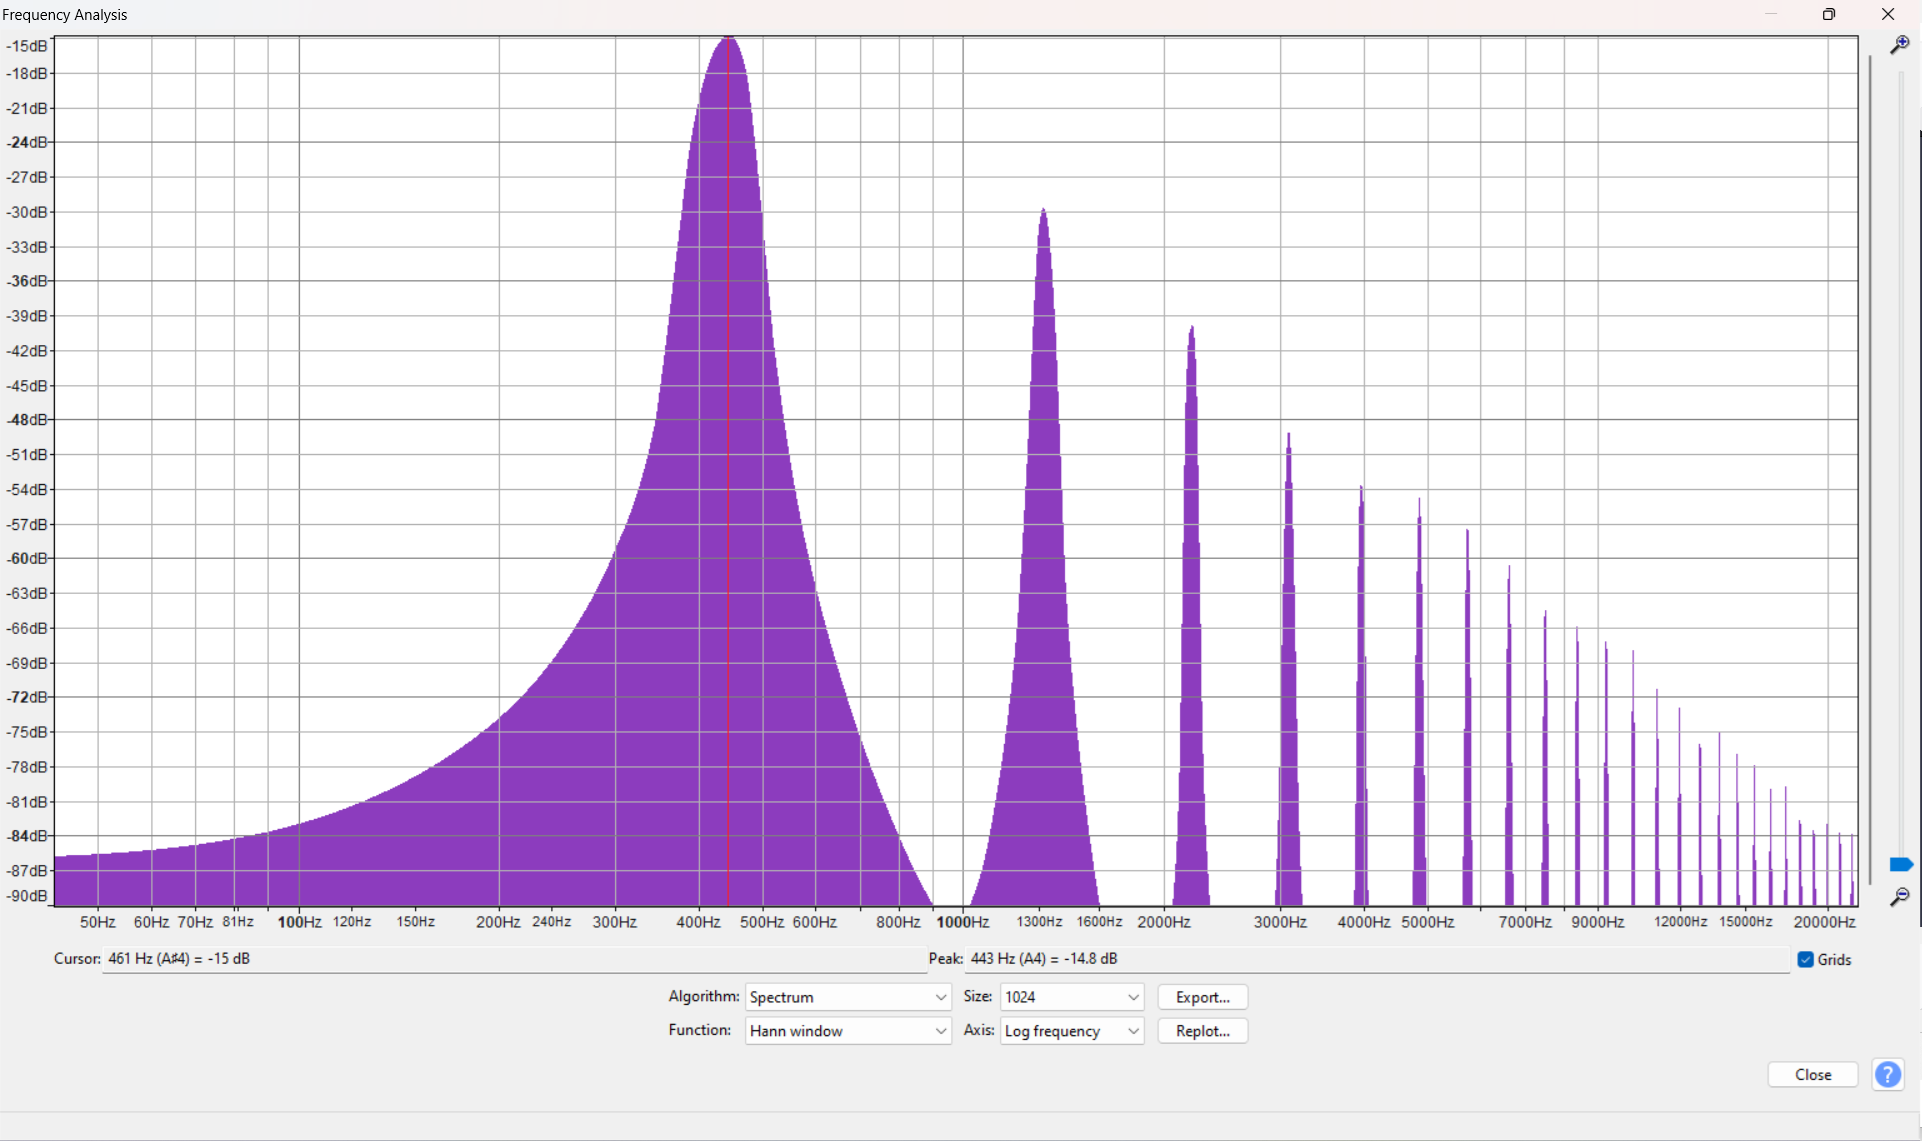 Frequency Analysis
-15dB
-18dB
-21dB
-24dB
-27dB
-30dB
-33dB
-36dB
-39dB
-42dB
-45dB
-48dB
-51dB
-54dB
-57dB
-60dB
-63dB
-66dB
-69dB
-72dB
-75dB
-78dB
-81dB
-84dB
-87dB
-90dB
50Hz 60Hz 70Hz 81Hz 100Hz 120Hz 150Hz 200Hz 240Hz 300Hz 400Hz 500Hz 600Hz 800Hz 1000Hz 1300Hz 1600Hz 2000Hz 3000Hz 4000Hz 5000Hz 7000Hz 9000Hz 12000Hz 15000Hz 20000Hz
Cursor: 461 Hz (A♯4) = -15 dB Peak: 443 Hz (A4) = -14.8 dB Grids
Algorithm: Spectrum Size: 1024 Export...
Function: Hann window Axis: Log frequency Replot...
Close ?